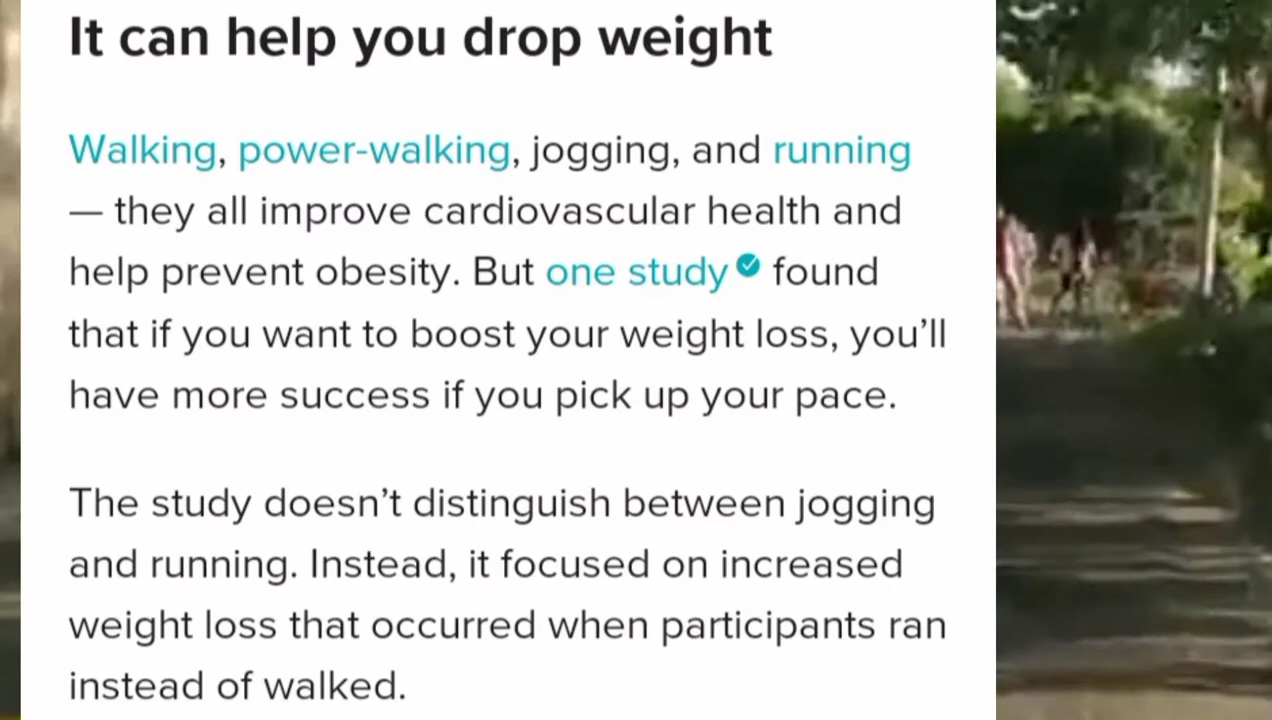 It can help you drop weight
Walking, power-walking, jogging, and running
— they all improve cardiovascular health and
help prevent obesity. But one study found
that if you want to boost your weight loss, you’ll
have more success if you pick up your pace.
The study doesn’t distinguish between jogging
and running. Instead, it focused on increased
weight loss that occurred when participants ran
instead of walked.